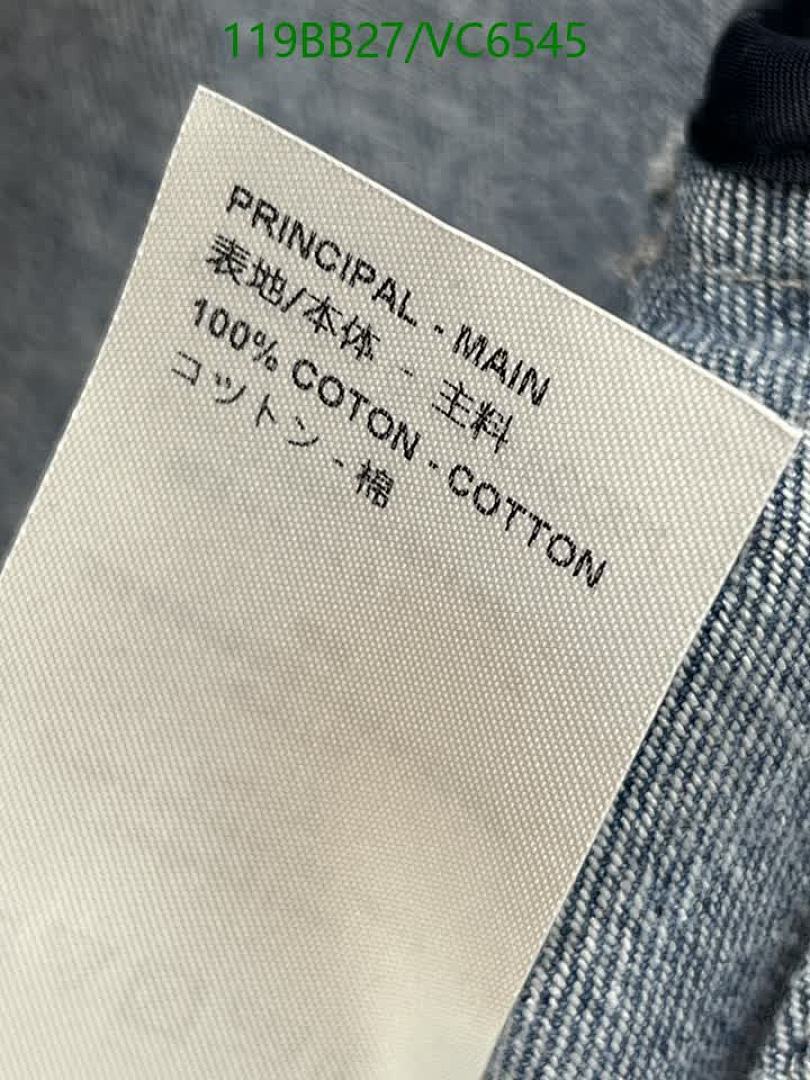 119BB27/VC6545
PRINCIPAL - MAIN
表地/本体 - 主料
100% COTON - COTTON
コットン - 棉